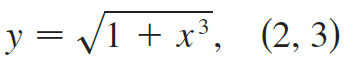 y = √(1 + x³), (2, 3)